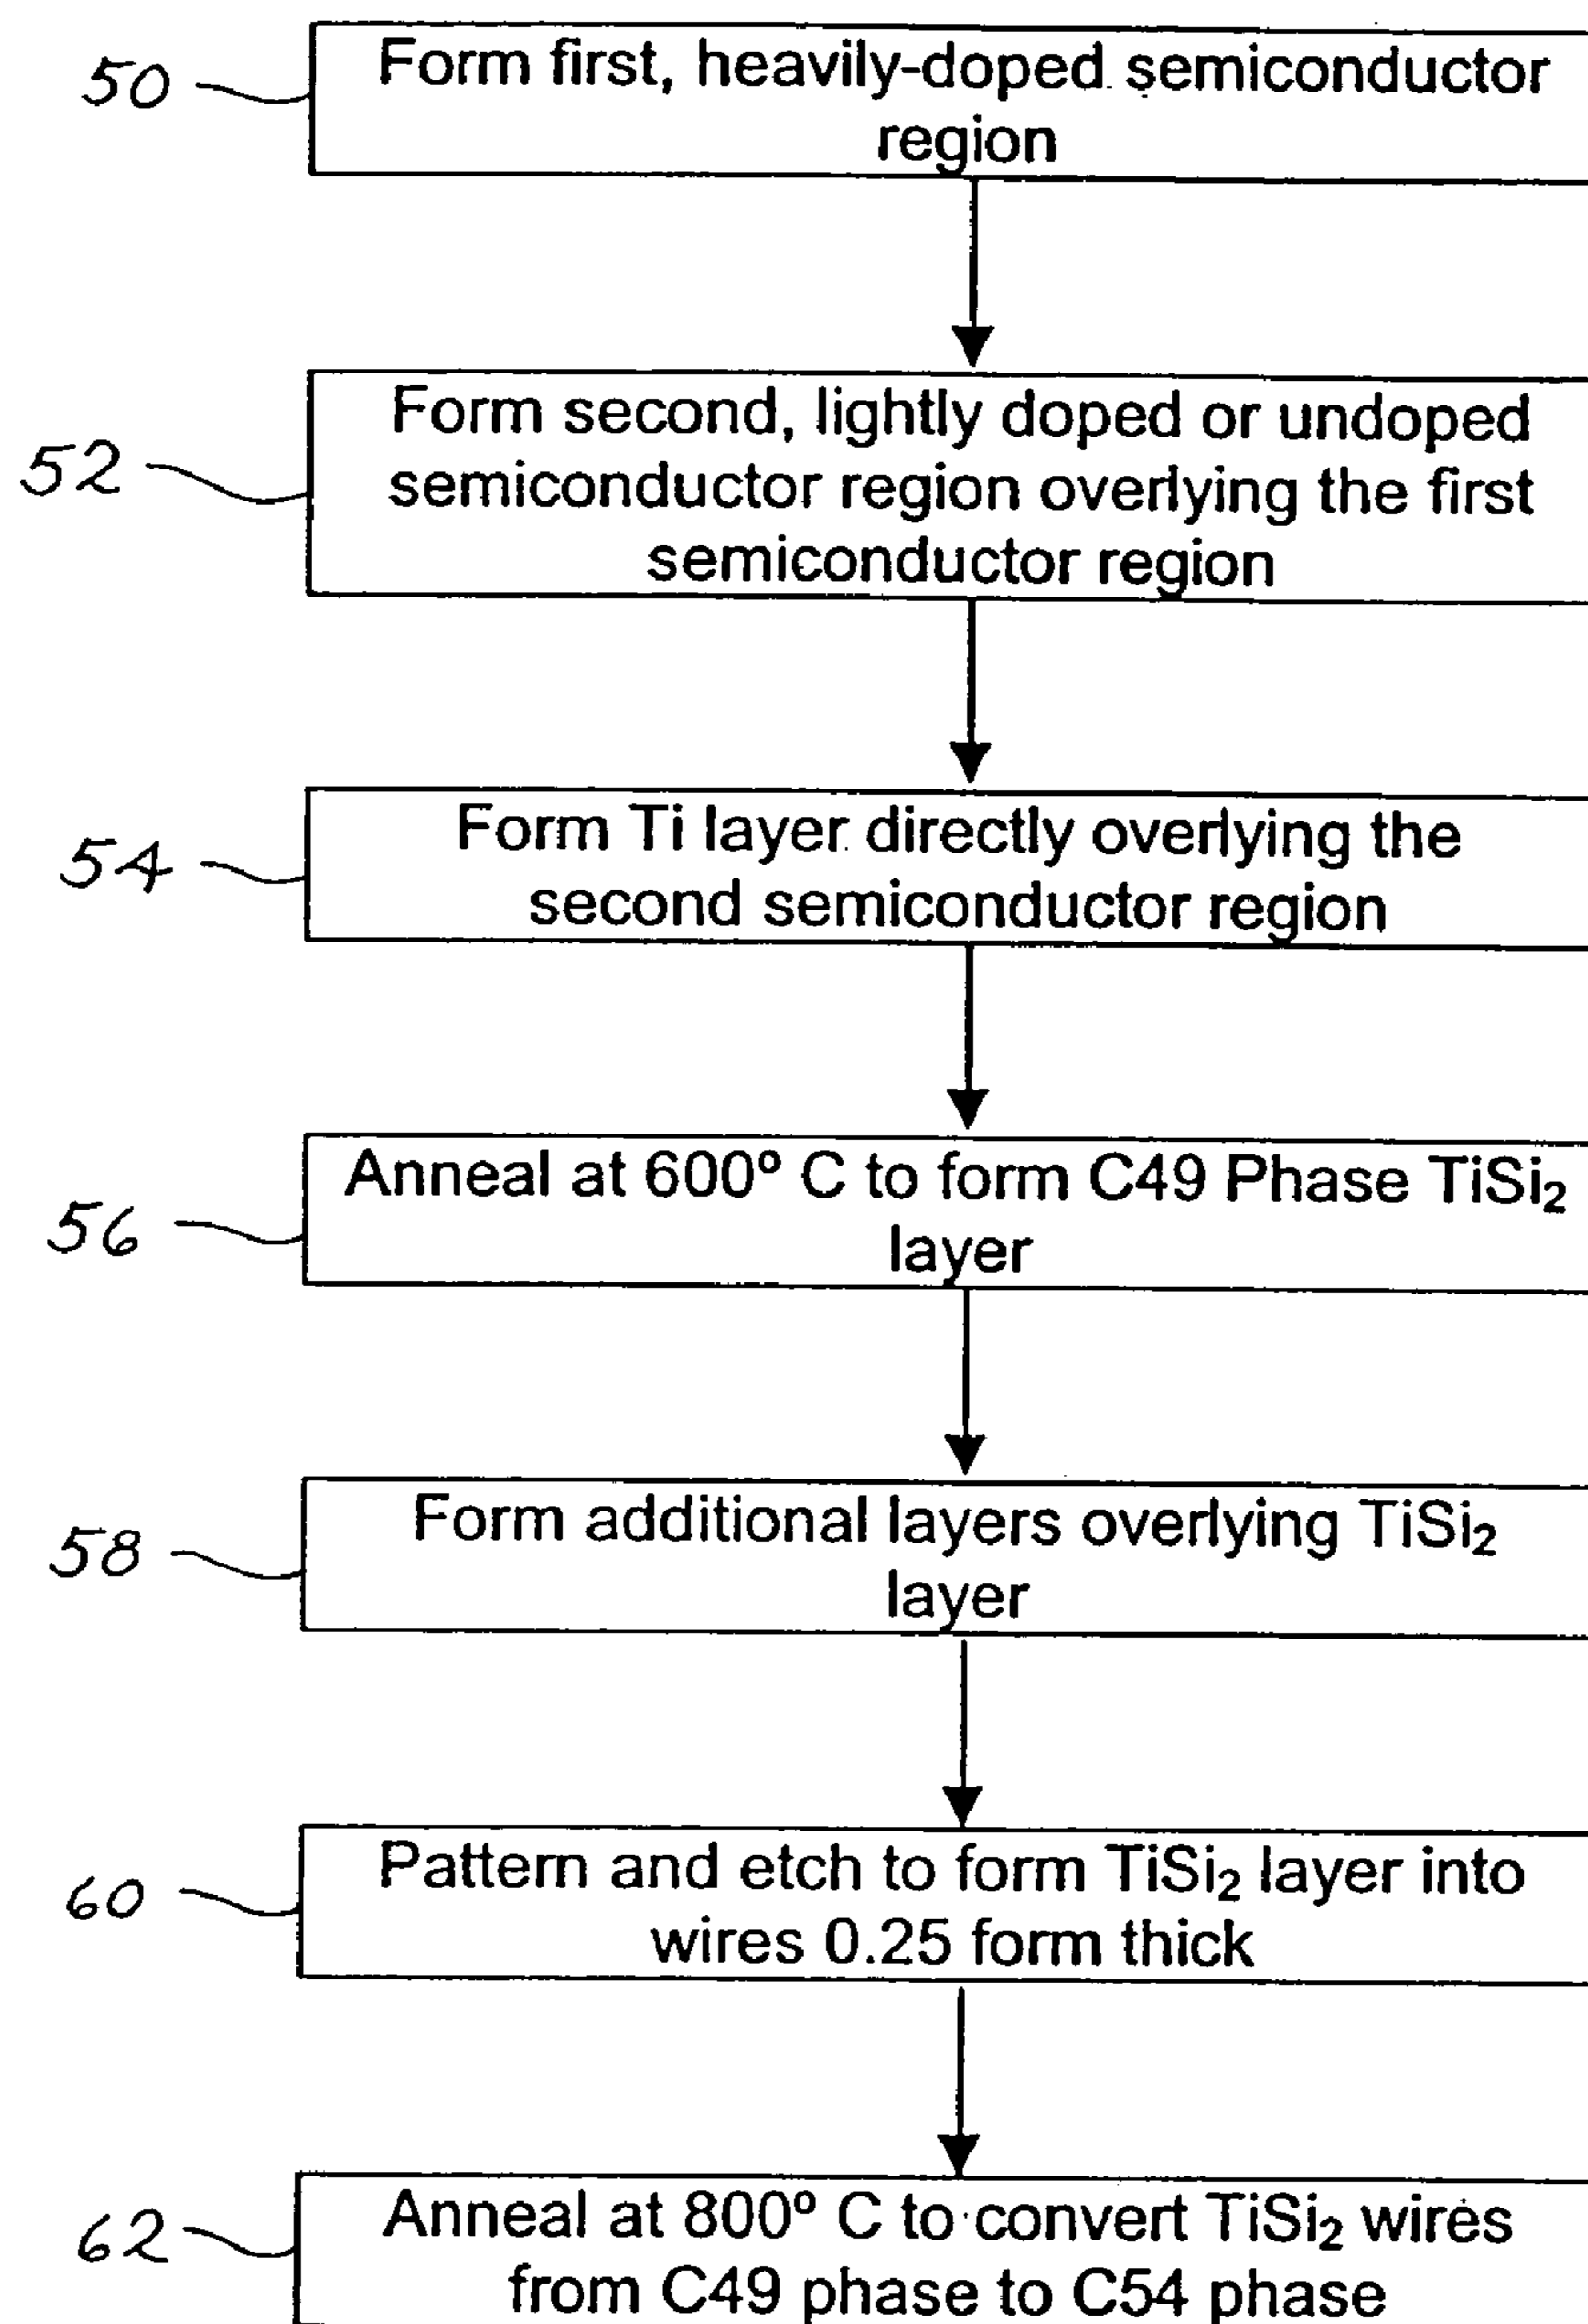 50
Form first, heavily-doped semiconductor
region
52
Form second, lightly doped or undoped
semiconductor region overlying the first
semiconductor region
54
Form Ti layer directly overlying the
second semiconductor region
56
Anneal at 600º C to form C49 Phase TiSi₂
layer
58
Form additional layers overlying TiSi₂
layer
60
Pattern and etch to form TiSi₂ layer into
wires 0.25 form thick
62
Anneal at 800º C to convert TiSi₂ wires
from C49 phase to C54 phase